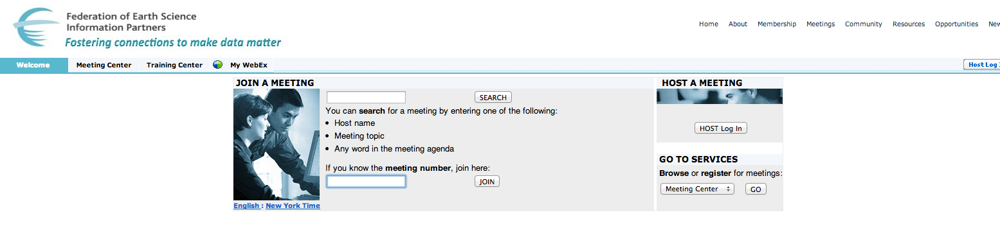 Federation of Earth Science
Information Partners
Fostering connections to make data matter
Home About Membership Meetings Community Resources Opportunities
Welcome Meeting Center Training Center My WebEx Host Log
JOIN A MEETING
SEARCH
You can search for a meeting by entering one of the following:
• Host name
• Meeting topic
• Any word in the meeting agenda
If you know the meeting number, join here:
JOIN
English : New York Time
HOST A MEETING
HOST Log In
GO TO SERVICES
Browse or register for meetings:
Meeting Center GO